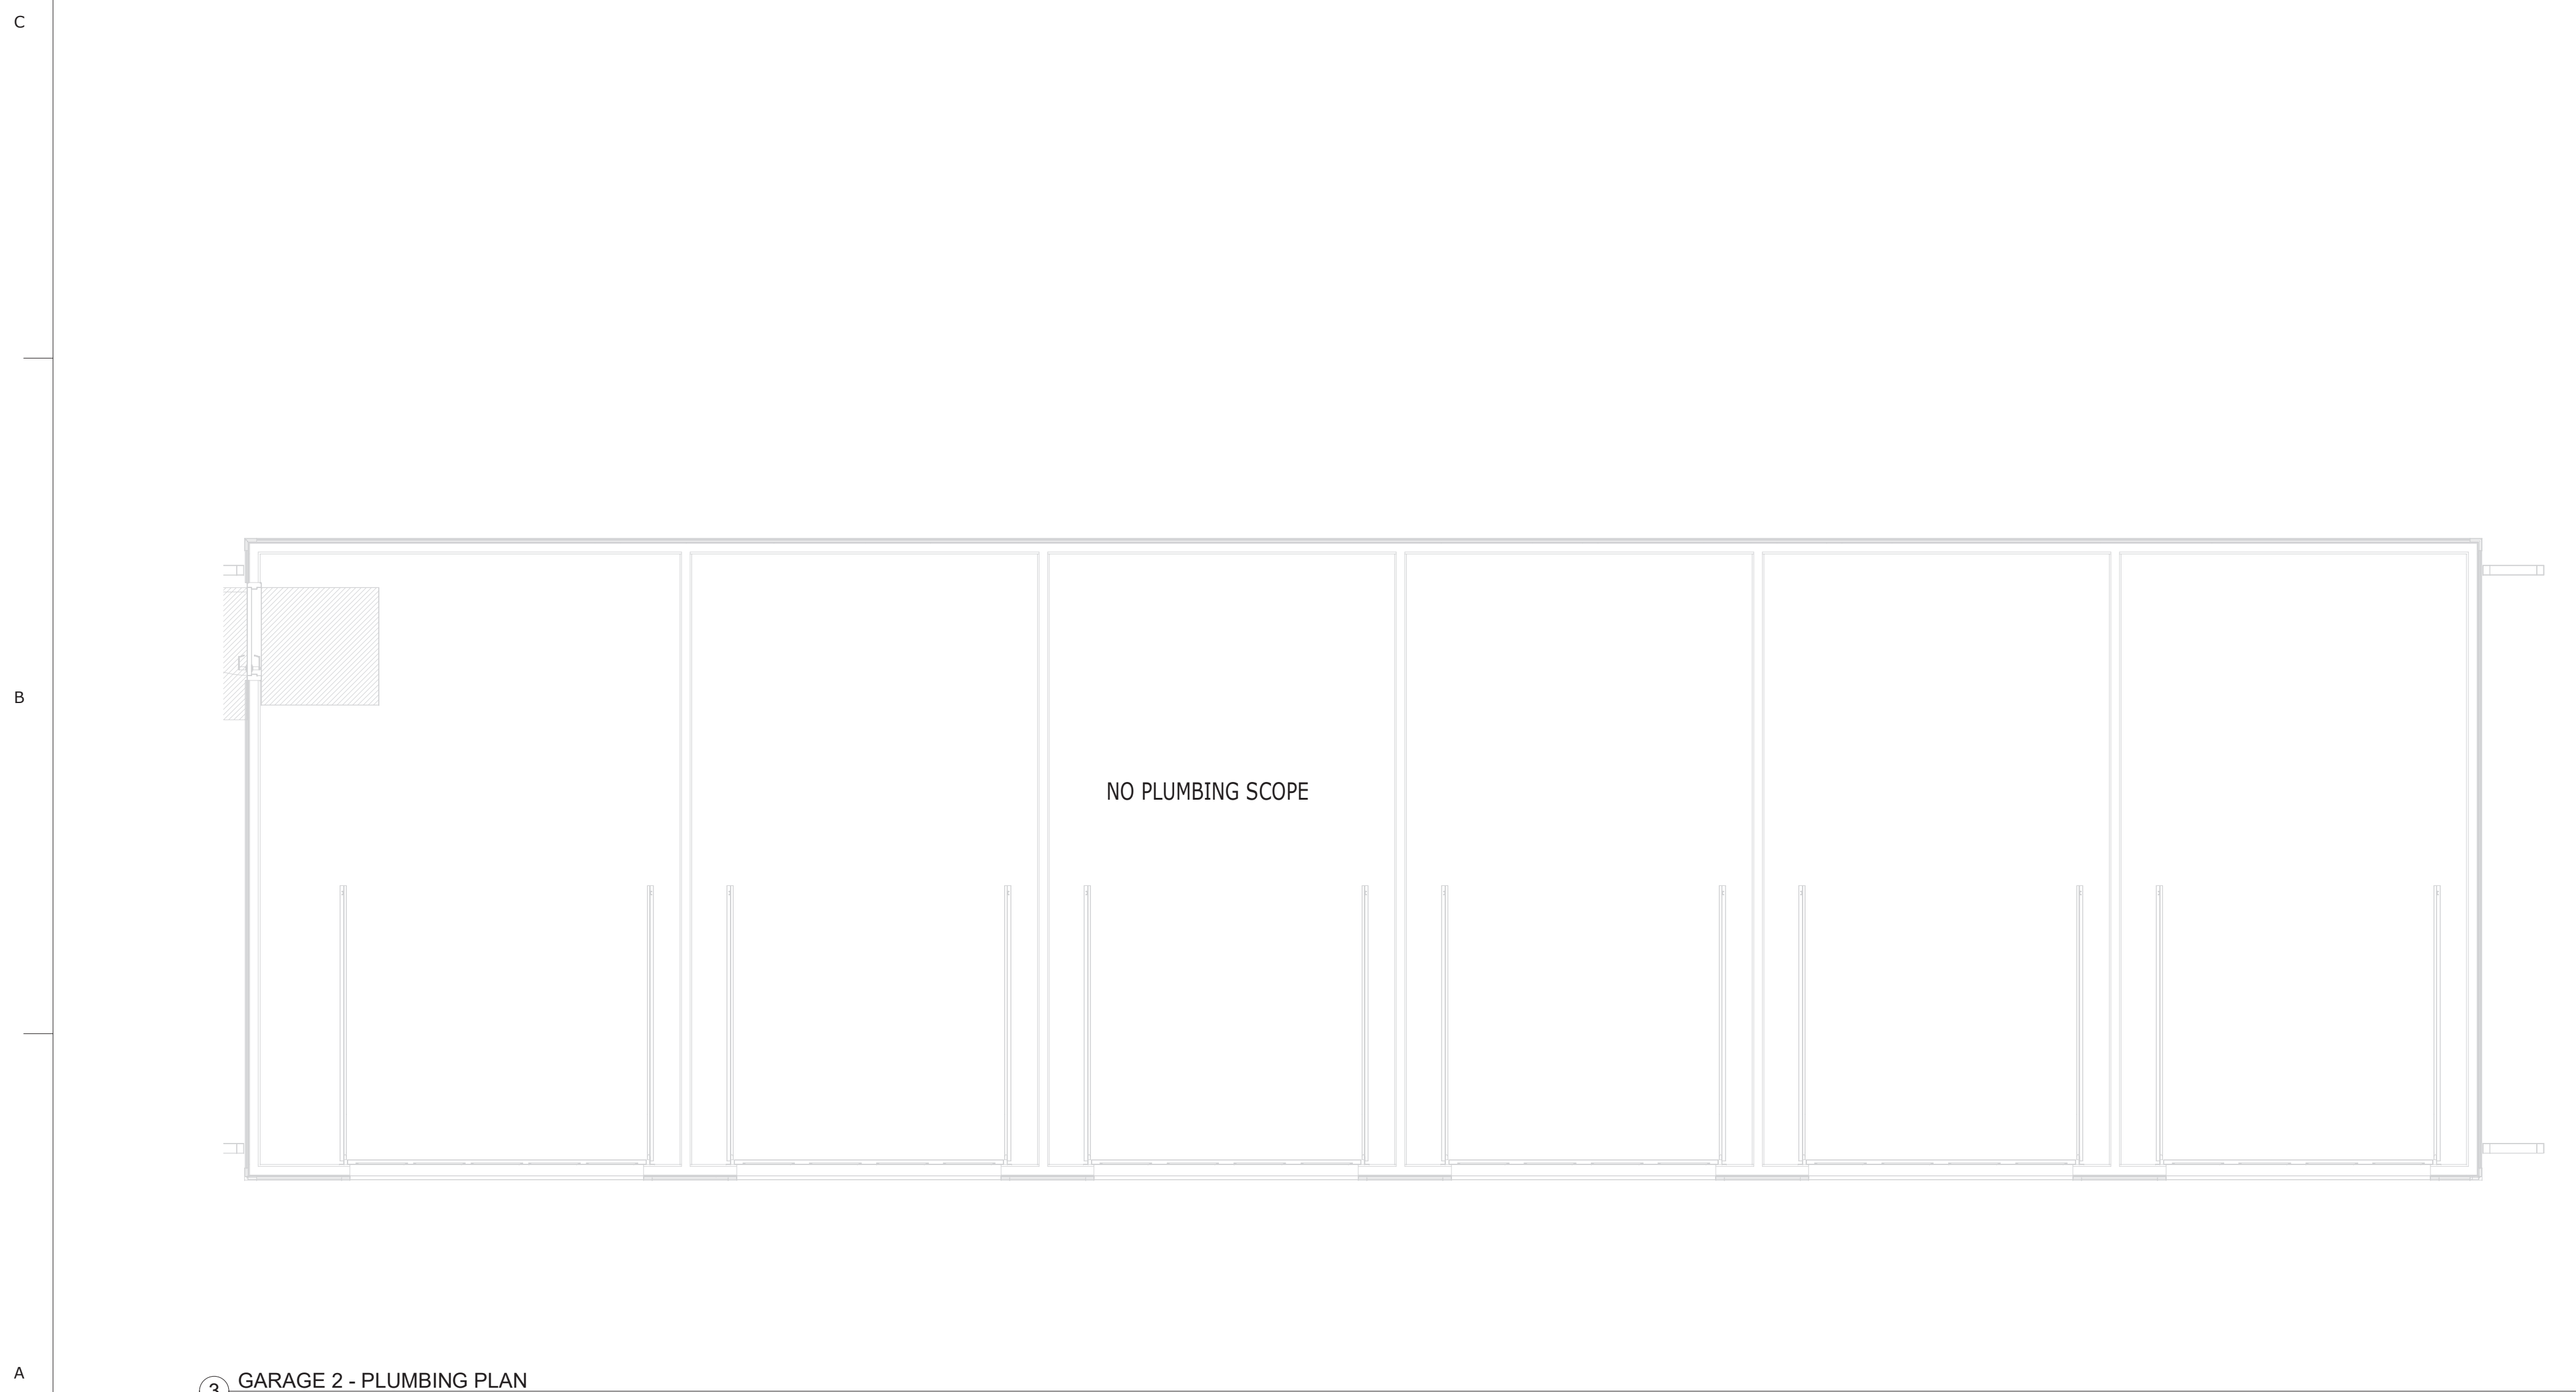 C
B
NO PLUMBING SCOPE
A
3 GARAGE 2 - PLUMBING PLAN